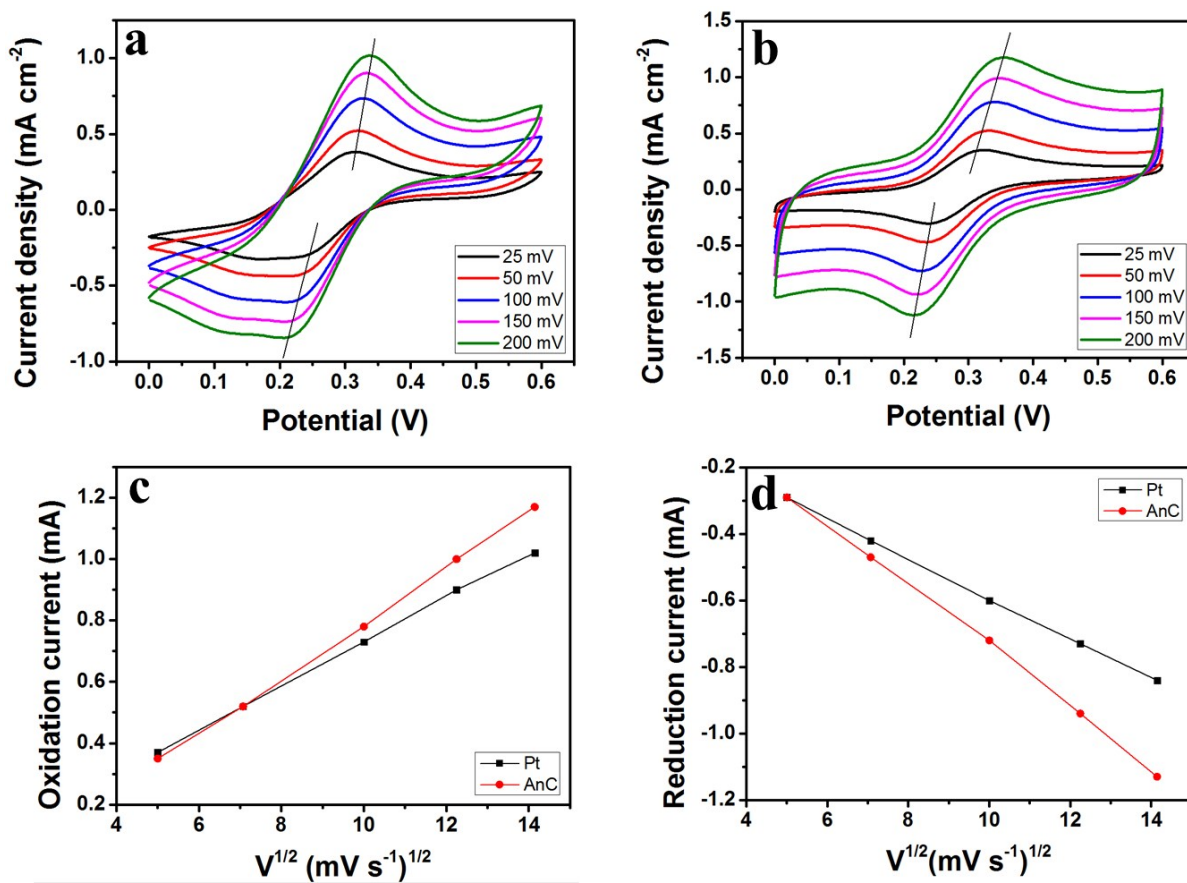 a
Current density (mA cm⁻²)
1.0
0.5
0.0
-0.5
-1.0
0.0 0.1 0.2 0.3 0.4 0.5 0.6
Potential (V)
25 mV
50 mV
100 mV
150 mV
200 mV
b
Current density (mA cm⁻²)
1.5
1.0
0.5
0.0
-0.5
-1.0
-1.5
0.0 0.1 0.2 0.3 0.4 0.5 0.6
Potential (V)
25 mV
50 mV
100 mV
150 mV
200 mV
c
Oxidation current (mA)
1.2
1.0
0.8
0.6
0.4
0.2
4 6 8 10 12 14
V¹/² (mV s⁻¹)¹/²
Pt
AnC
d
Reduction current (mA)
-0.2
-0.4
-0.6
-0.8
-1.0
-1.2
4 6 8 10 12 14
V¹/²(mV s⁻¹)¹/²
Pt
AnC